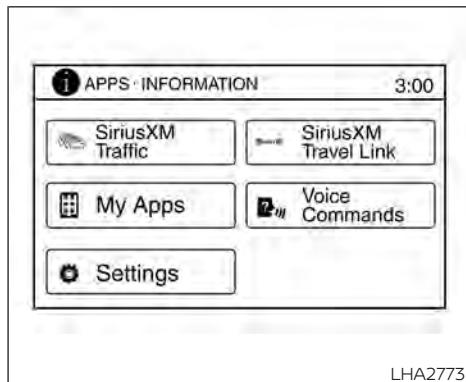 APPS · INFORMATION 3:00
SiriusXM
Traffic
SiriusXM
Travel Link
My Apps
Voice
Commands
Settings
LHA2773